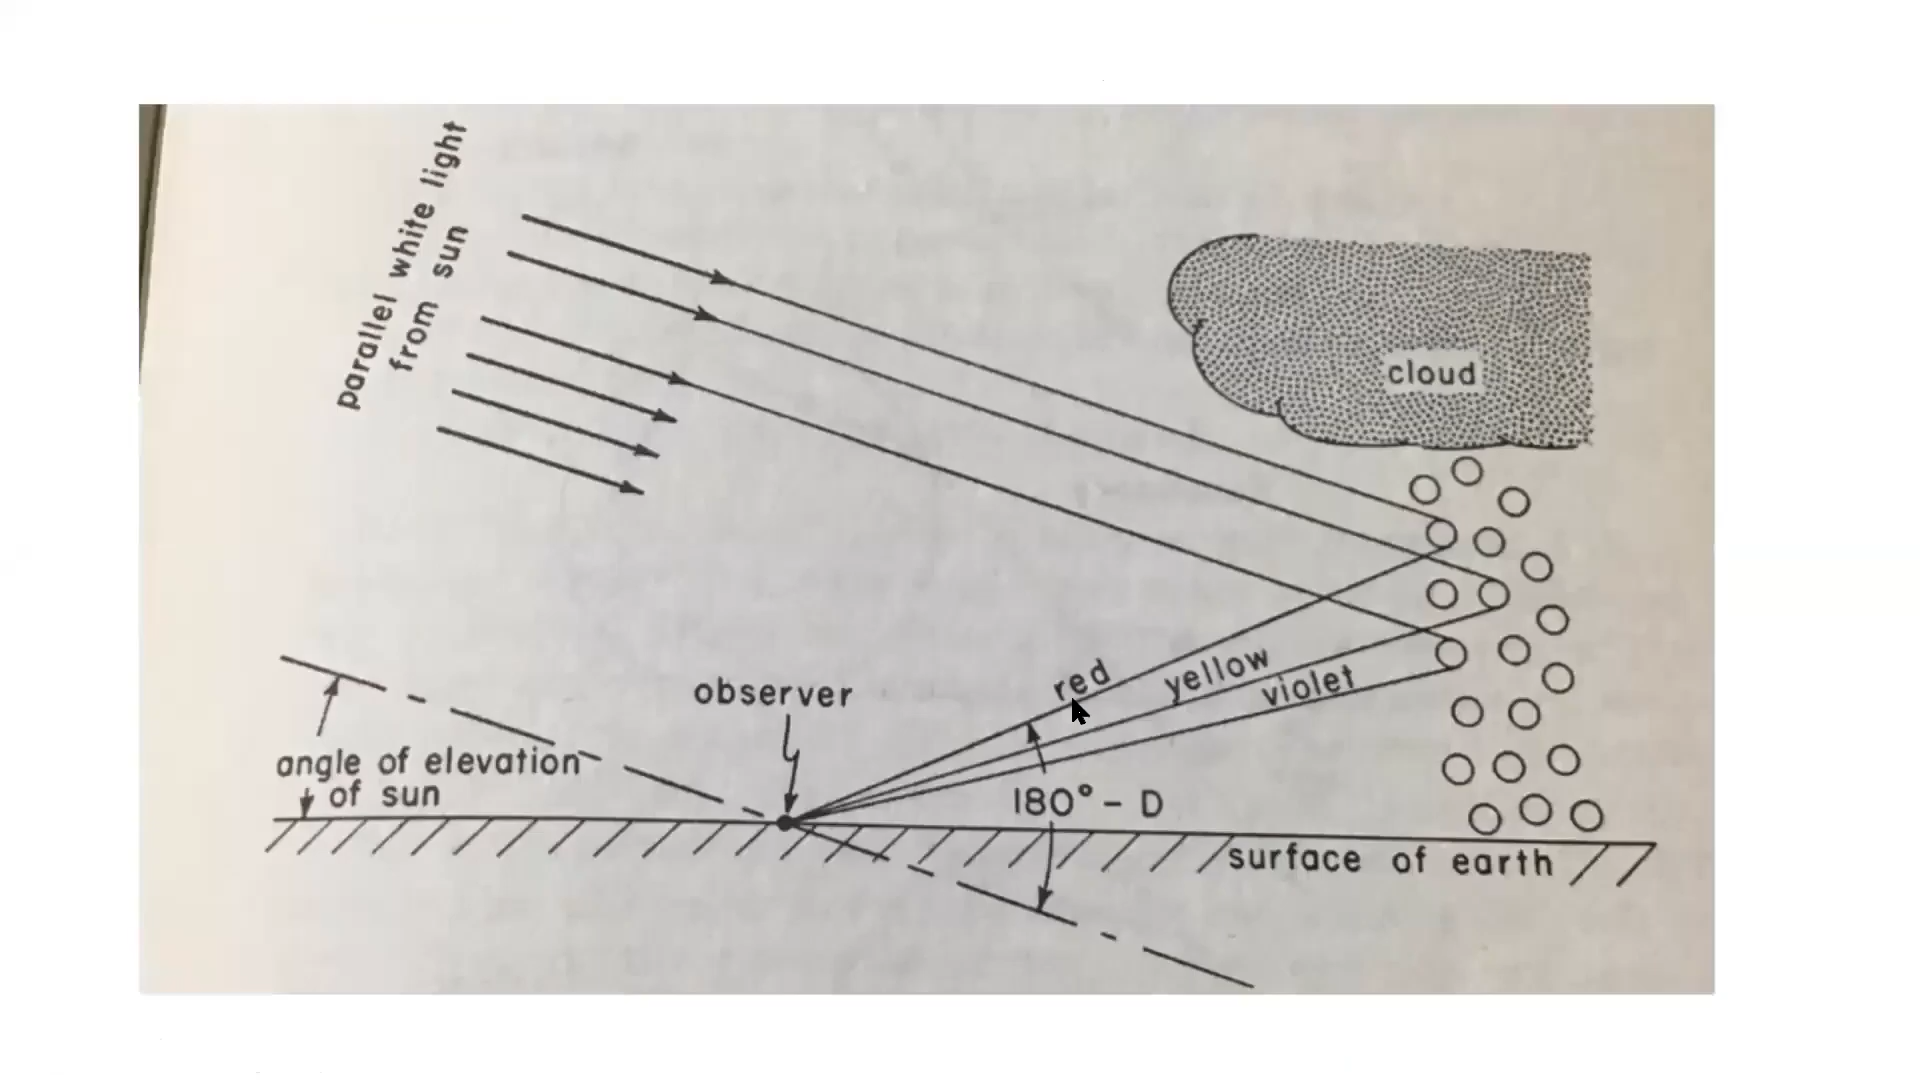 parallel white light
from sun
cloud
red
yellow
violet
observer
angle of elevation
of sun
180° - D
surface of earth